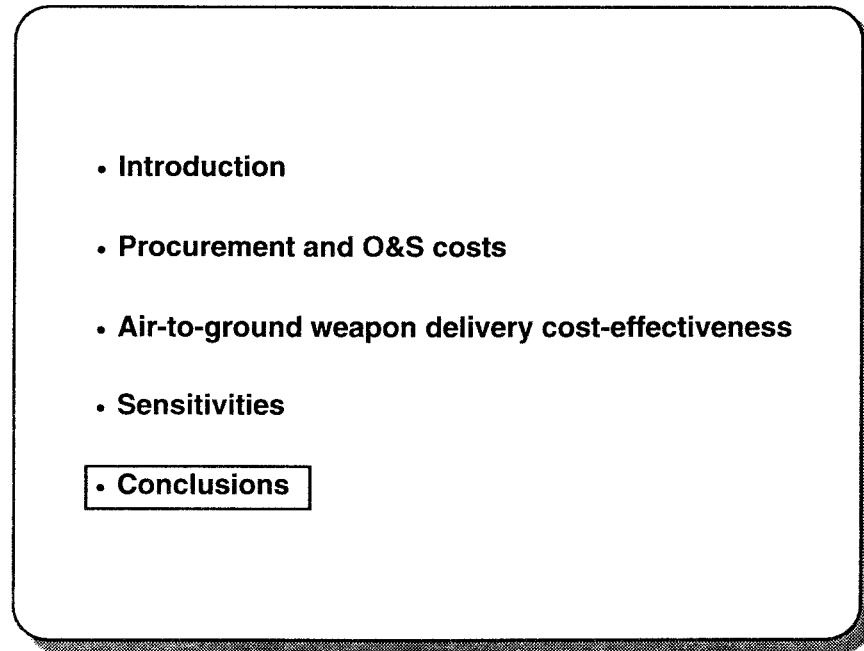 • Introduction
• Procurement and O&S costs
• Air-to-ground weapon delivery cost-effectiveness
• Sensitivities
• Conclusions